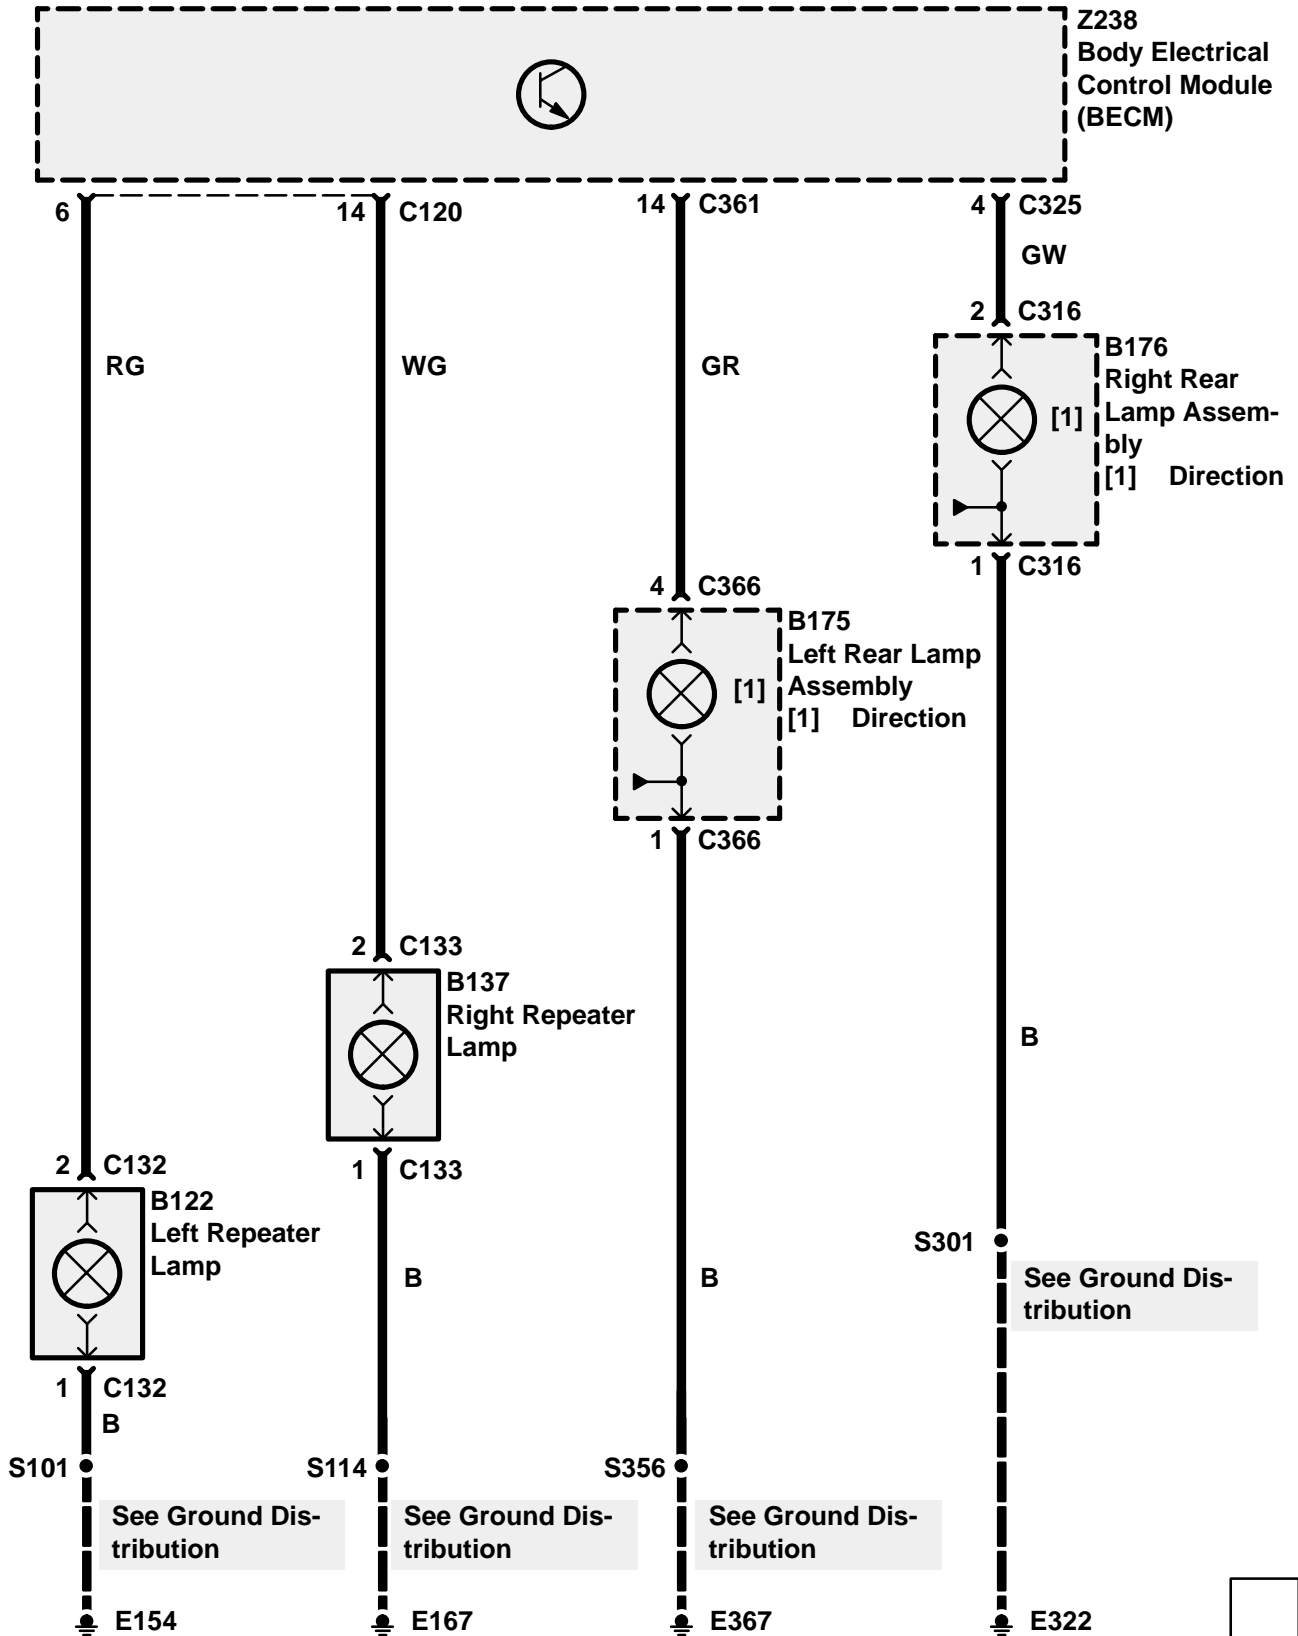 Z238
Body Electrical
Control Module
(BECM)
6
14 C120
14 C361
4 C325
GW
2 C316
B176
Right Rear
Lamp Assem-
bly
[1] Direction
[1]
RG
WG
GR
1 C316
4 C366
B175
Left Rear Lamp
Assembly
[1] Direction
[1]
1 C366
2 C133
B137
Right Repeater
Lamp
B
1 C133
2 C132
B122
Left Repeater
Lamp
B
B
S301
See Ground Dis-
tribution
1 C132
B
S101
S114
S356
See Ground Dis-
tribution
See Ground Dis-
tribution
See Ground Dis-
tribution
E154
E167
E367
E322